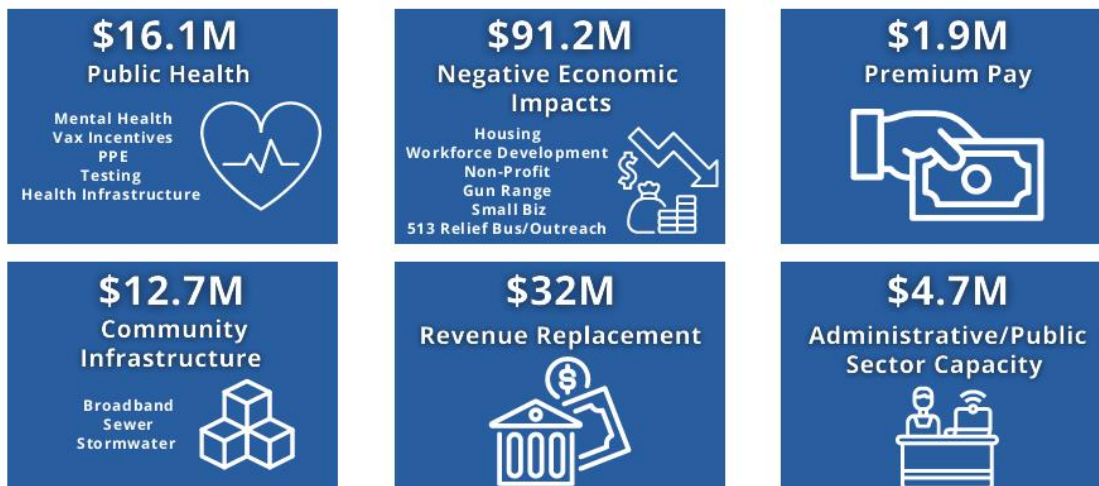 $16.1M
Public Health
Mental Health
Vax Incentives
PPE
Testing
Health Infrastructure
$91.2M
Negative Economic
Impacts
Housing
Workforce Development
Non-Profit
Gun Range
Small Biz
513 Relief Bus/Outreach
$
$1.9M
Premium Pay
$12.7M
Community
Infrastructure
Broadband
Sewer
Stormwater
$32M
Revenue Replacement
$
$4.7M
Administrative/Public
Sector Capacity